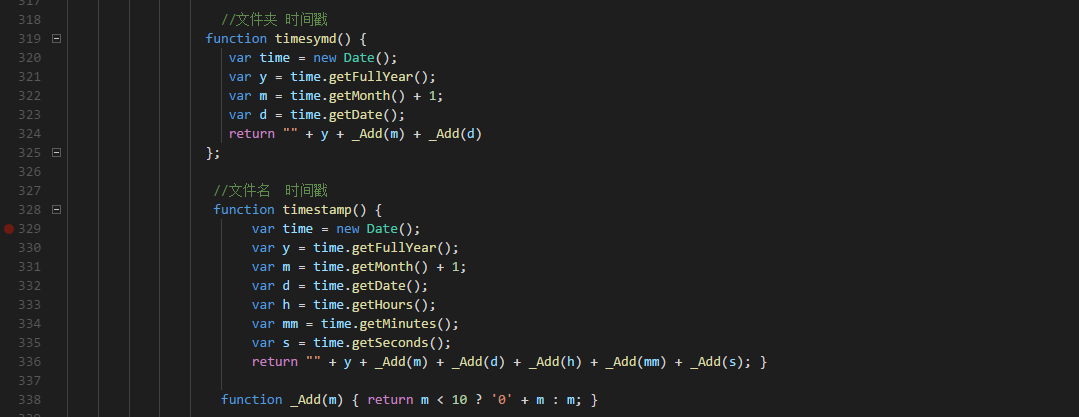 317
318 //文件夹 时间戳
319 function timesymd() {
320 var time = new Date();
321 var y = time.getFullYear();
322 var m = time.getMonth() + 1;
323 var d = time.getDate();
324 return "" + y + _Add(m) + _Add(d)
325 };
326
327 //文件名  时间戳
328 function timestamp() {
329 var time = new Date();
330 var y = time.getFullYear();
331 var m = time.getMonth() + 1;
332 var d = time.getDate();
333 var h = time.getHours();
334 var mm = time.getMinutes();
335 var s = time.getSeconds();
336 return "" + y + _Add(m) + _Add(d) + _Add(h) + _Add(mm) + _Add(s); }
337
338 function _Add(m) { return m < 10 ? '0' + m : m; }